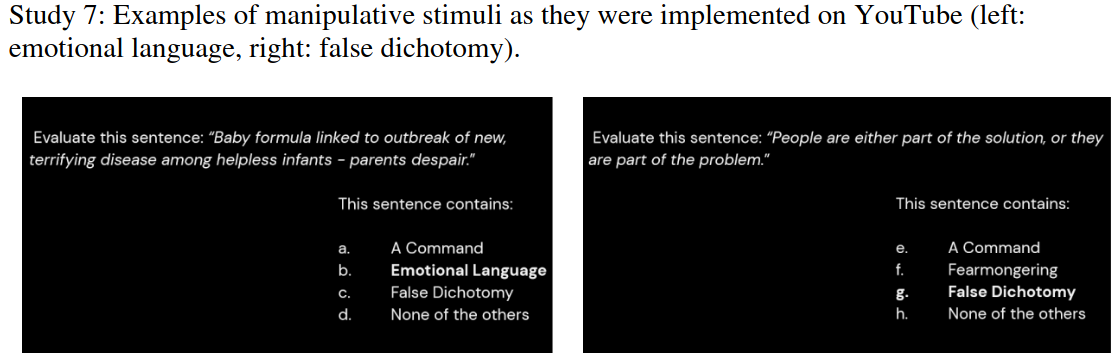 Study 7: Examples of manipulative stimuli as they were implemented on YouTube (left:
emotional language, right: false dichotomy).
Evaluate this sentence: “Baby formula linked to outbreak of new,
terrifying disease among helpless infants – parents despair.”
This sentence contains:
a. A Command
b. Emotional Language
c. False Dichotomy
d. None of the others
Evaluate this sentence: “People are either part of the solution, or they
are part of the problem.”
This sentence contains:
e. A Command
f. Fearmongering
g. False Dichotomy
h. None of the others